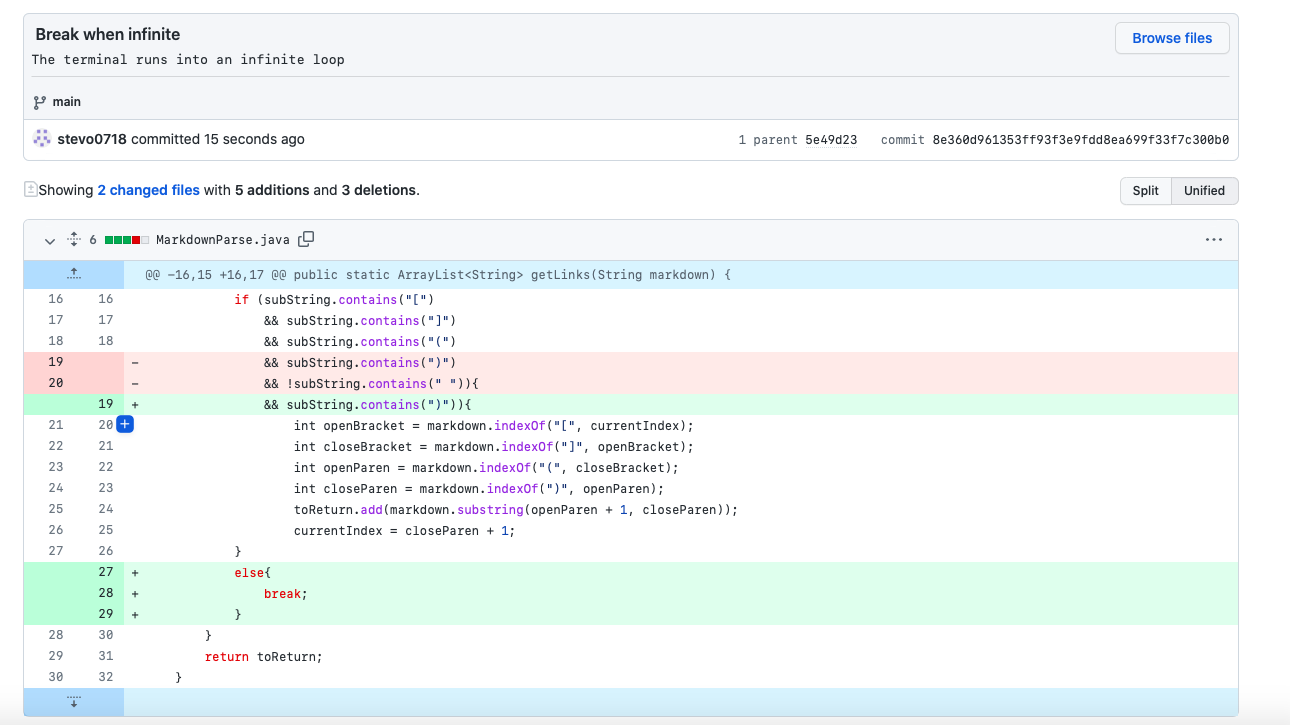 Break when infinite
Browse files
The terminal runs into an infinite loop
main
stevo0718 committed 15 seconds ago
1 parent 5e49d23 commit 8e360d961353ff93f3e9fdd8ea699f33f7c300b0
Showing 2 changed files with 5 additions and 3 deletions.
Split Unified
6 MarkdownParse.java
@@ -16,15 +16,17 @@ public static ArrayList<String> getLinks(String markdown) {
16 16 if (subString.contains("[")
17 17 && subString.contains("]")
18 18 && subString.contains("(")
19 - && subString.contains(")")
20 - && !subString.contains(" ")){
19 + && subString.contains(")")){
21 20 + int openBracket = markdown.indexOf("[", currentIndex);
22 21 int closeBracket = markdown.indexOf("]", openBracket);
23 22 int openParen = markdown.indexOf("(", closeBracket);
24 23 int closeParen = markdown.indexOf(")", openParen);
25 24 toReturn.add(markdown.substring(openParen + 1, closeParen));
26 25 currentIndex = closeParen + 1;
27 26 }
27 + else{
28 + break;
29 + }
28 30 }
29 31 return toReturn;
30 32 }